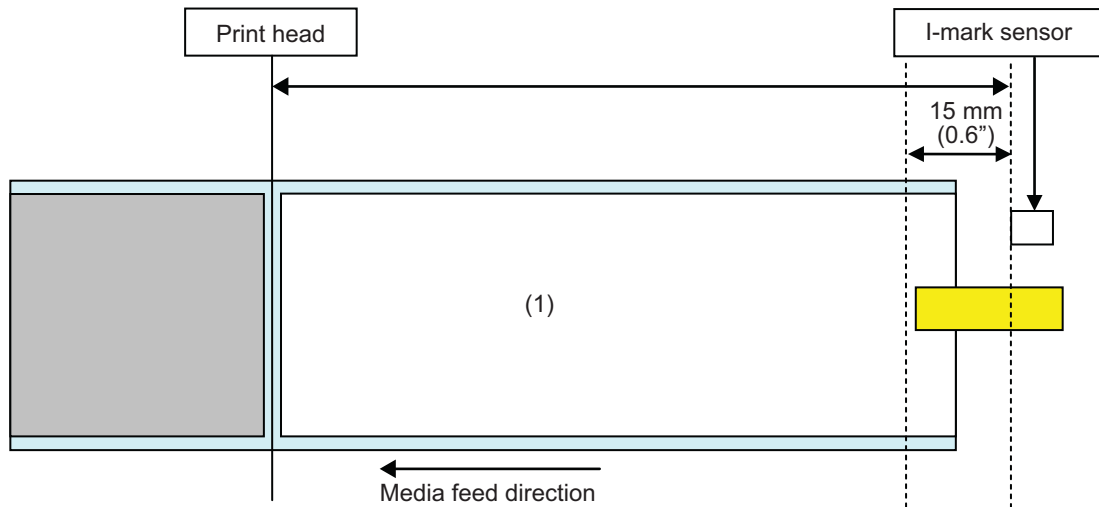 Print head
I-mark sensor
15 mm
(0.6”)
(1)
Media feed direction